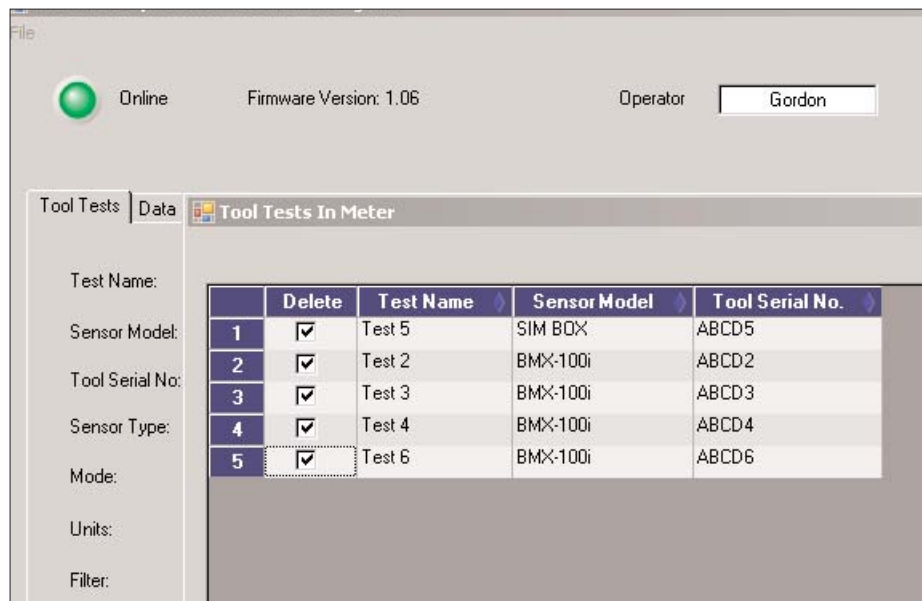 File
Online Firmware Version: 1.06 Operator Gordon
Tool Tests Data Tool Tests In Meter
Test Name:
Sensor Model:
Tool Serial No:
Sensor Type:
Mode:
Units:
Filter:
Delete Test Name Sensor Model Tool Serial No.
1 Test 5 SIM BOX ABCD5
2 Test 2 BMX-100i ABCD2
3 Test 3 BMX-100i ABCD3
4 Test 4 BMX-100i ABCD4
5 Test 6 BMX-100i ABCD6